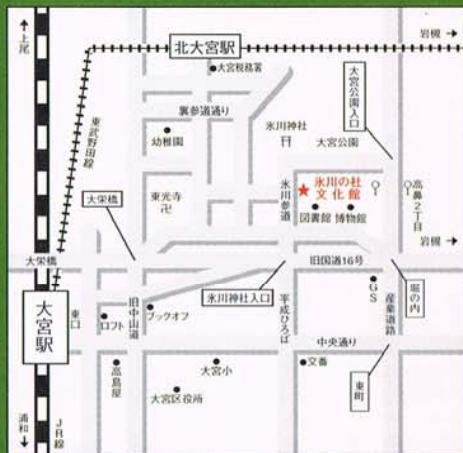 ↑上尾
北大宮駅
岩槻 →
大宮税務署
大宮公園入口
裏参道通り
東武野田線
幼稚園
氷川神社
大宮公園
氷川の杜
文化館
大栄橋
東光寺
卍
氷川参道
図書館
博物館
高鼻2丁目
岩槻 →
大栄橋
旧国道16号
大宮駅
東口
ロフト
旧中山道
ブックオフ
氷川神社入口
平成ひろば
GS
産業道路
堀の内
中央通り
高島屋
大宮小
交番
大宮区役所
東町
浦和↓
JR線